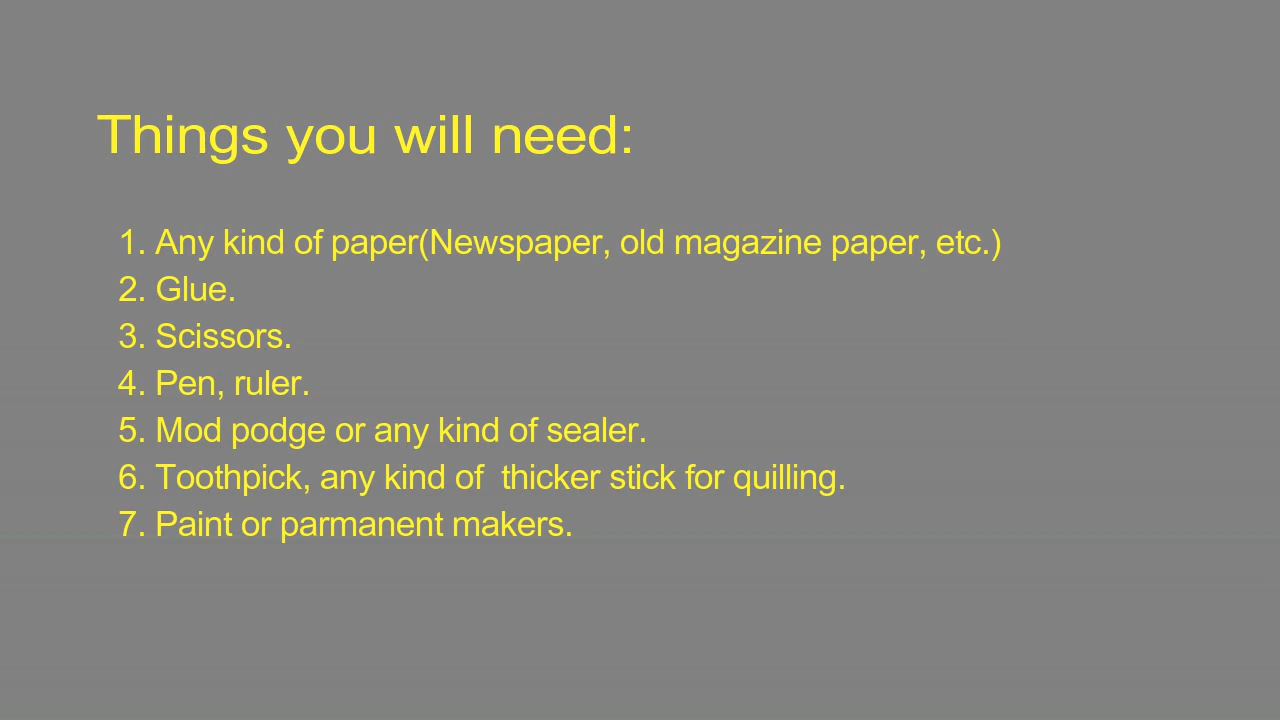 Things you will need:
1. Any kind of paper(Newspaper, old magazine paper, etc.)
2. Glue.
3. Scissors.
4. Pen, ruler.
5. Mod podge or any kind of sealer.
6. Toothpick, any kind of  thicker stick for quilling.
7. Paint or parmanent makers.